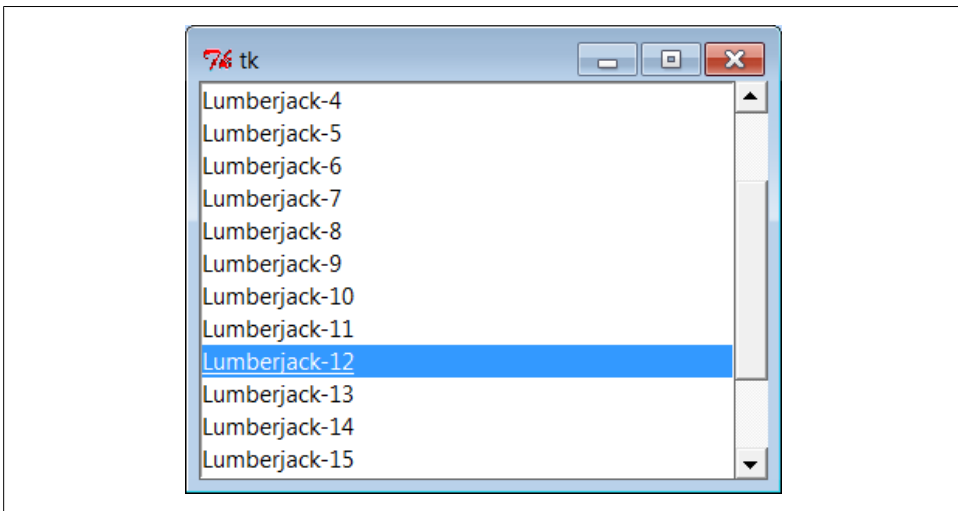 tk
Lumberjack-4
Lumberjack-5
Lumberjack-6
Lumberjack-7
Lumberjack-8
Lumberjack-9
Lumberjack-10
Lumberjack-11
Lumberjack-12
Lumberjack-13
Lumberjack-14
Lumberjack-15